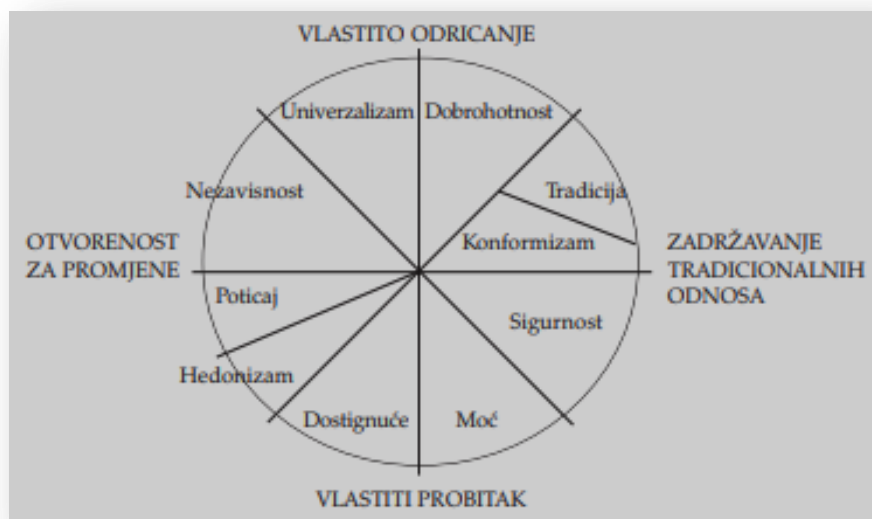 VLASTITO ODRICANJE
Univerzalizam
Dobrohotnost
Nezavisnost
Tradicija
Konformizam
OTVORENOST
ZA PROMJENE
ZADRŽAVANJE
TRADICIONALNIH
ODNOSA
Poticaj
Sigurnost
Hedonizam
Dostignuće
Moć
VLASTITI PROBITAK